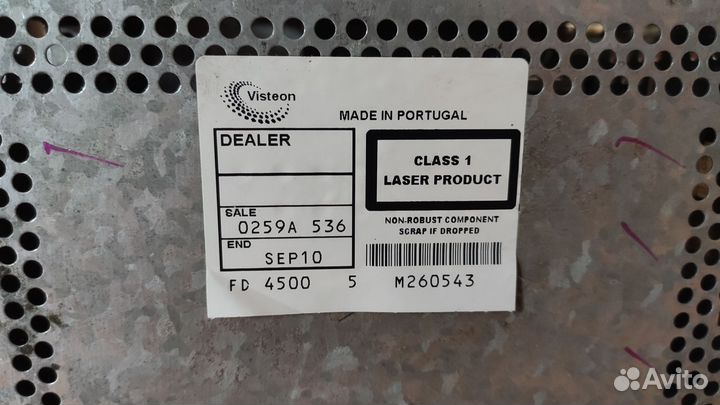 Visteon
MADE IN PORTUGAL
DEALER
CLASS 1
LASER PRODUCT
SALE
0259A 536
NON-ROBUST COMPONENT
SCRAP IF DROPPED
END
SEP10
FD 4500 5 M260543
Avito